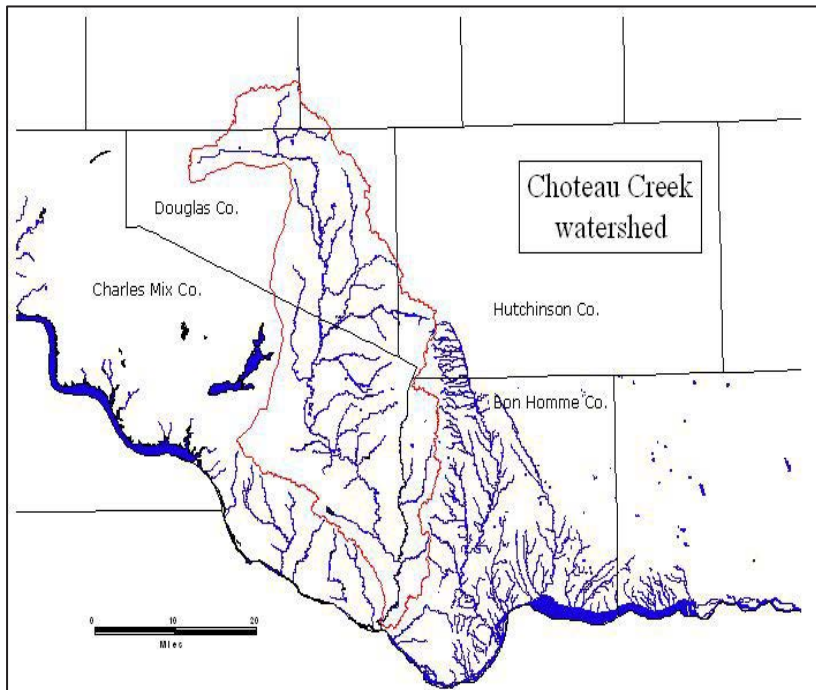 Choteau Creek
watershed
Douglas Co.
Charles Mix Co.
Hutchinson Co.
Bon Homme Co.
0 10 20
Miles